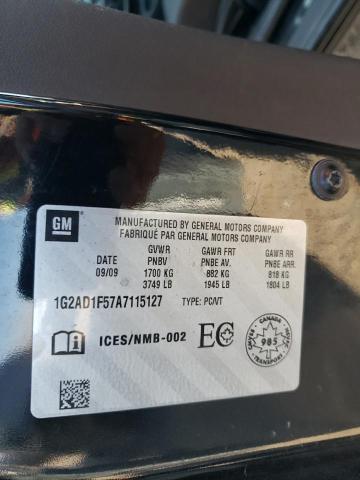 GM
MANUFACTURED BY GENERAL MOTORS COMPANY
FABRIQUÉ PAR GENERAL MOTORS COMPANY
GVWR GAWR FRT GAWR RR
DATE PNBV PNBE AV. PNBE ARR.
09/09 1700 KG 882 KG 818 KG
3749 LB 1945 LB 1804 LB
1G2AD1F57A7115127 TYPE: PC/VT
ICES/NMB-002 EC
CANADA
985
TRANSPORT